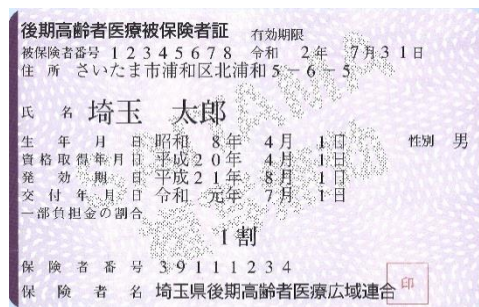 後期高齢者医療被保険者証 有効期限
被保険者番号 12345678 令和 2年 7月31日
住所 さいたま市浦和区北浦和5-6-5
氏名 埼玉 太郎
生年月日 昭和 8年 4月 1日 性別 男
資格取得年月日 平成20年 4月 1日
発効期日 平成21年 8月 1日
交付年月日 令和 元年 7月 1日
一部負担金の割合
1割
保険者番号 39111234
保険者名 埼玉県後期高齢者医療広域連合 印